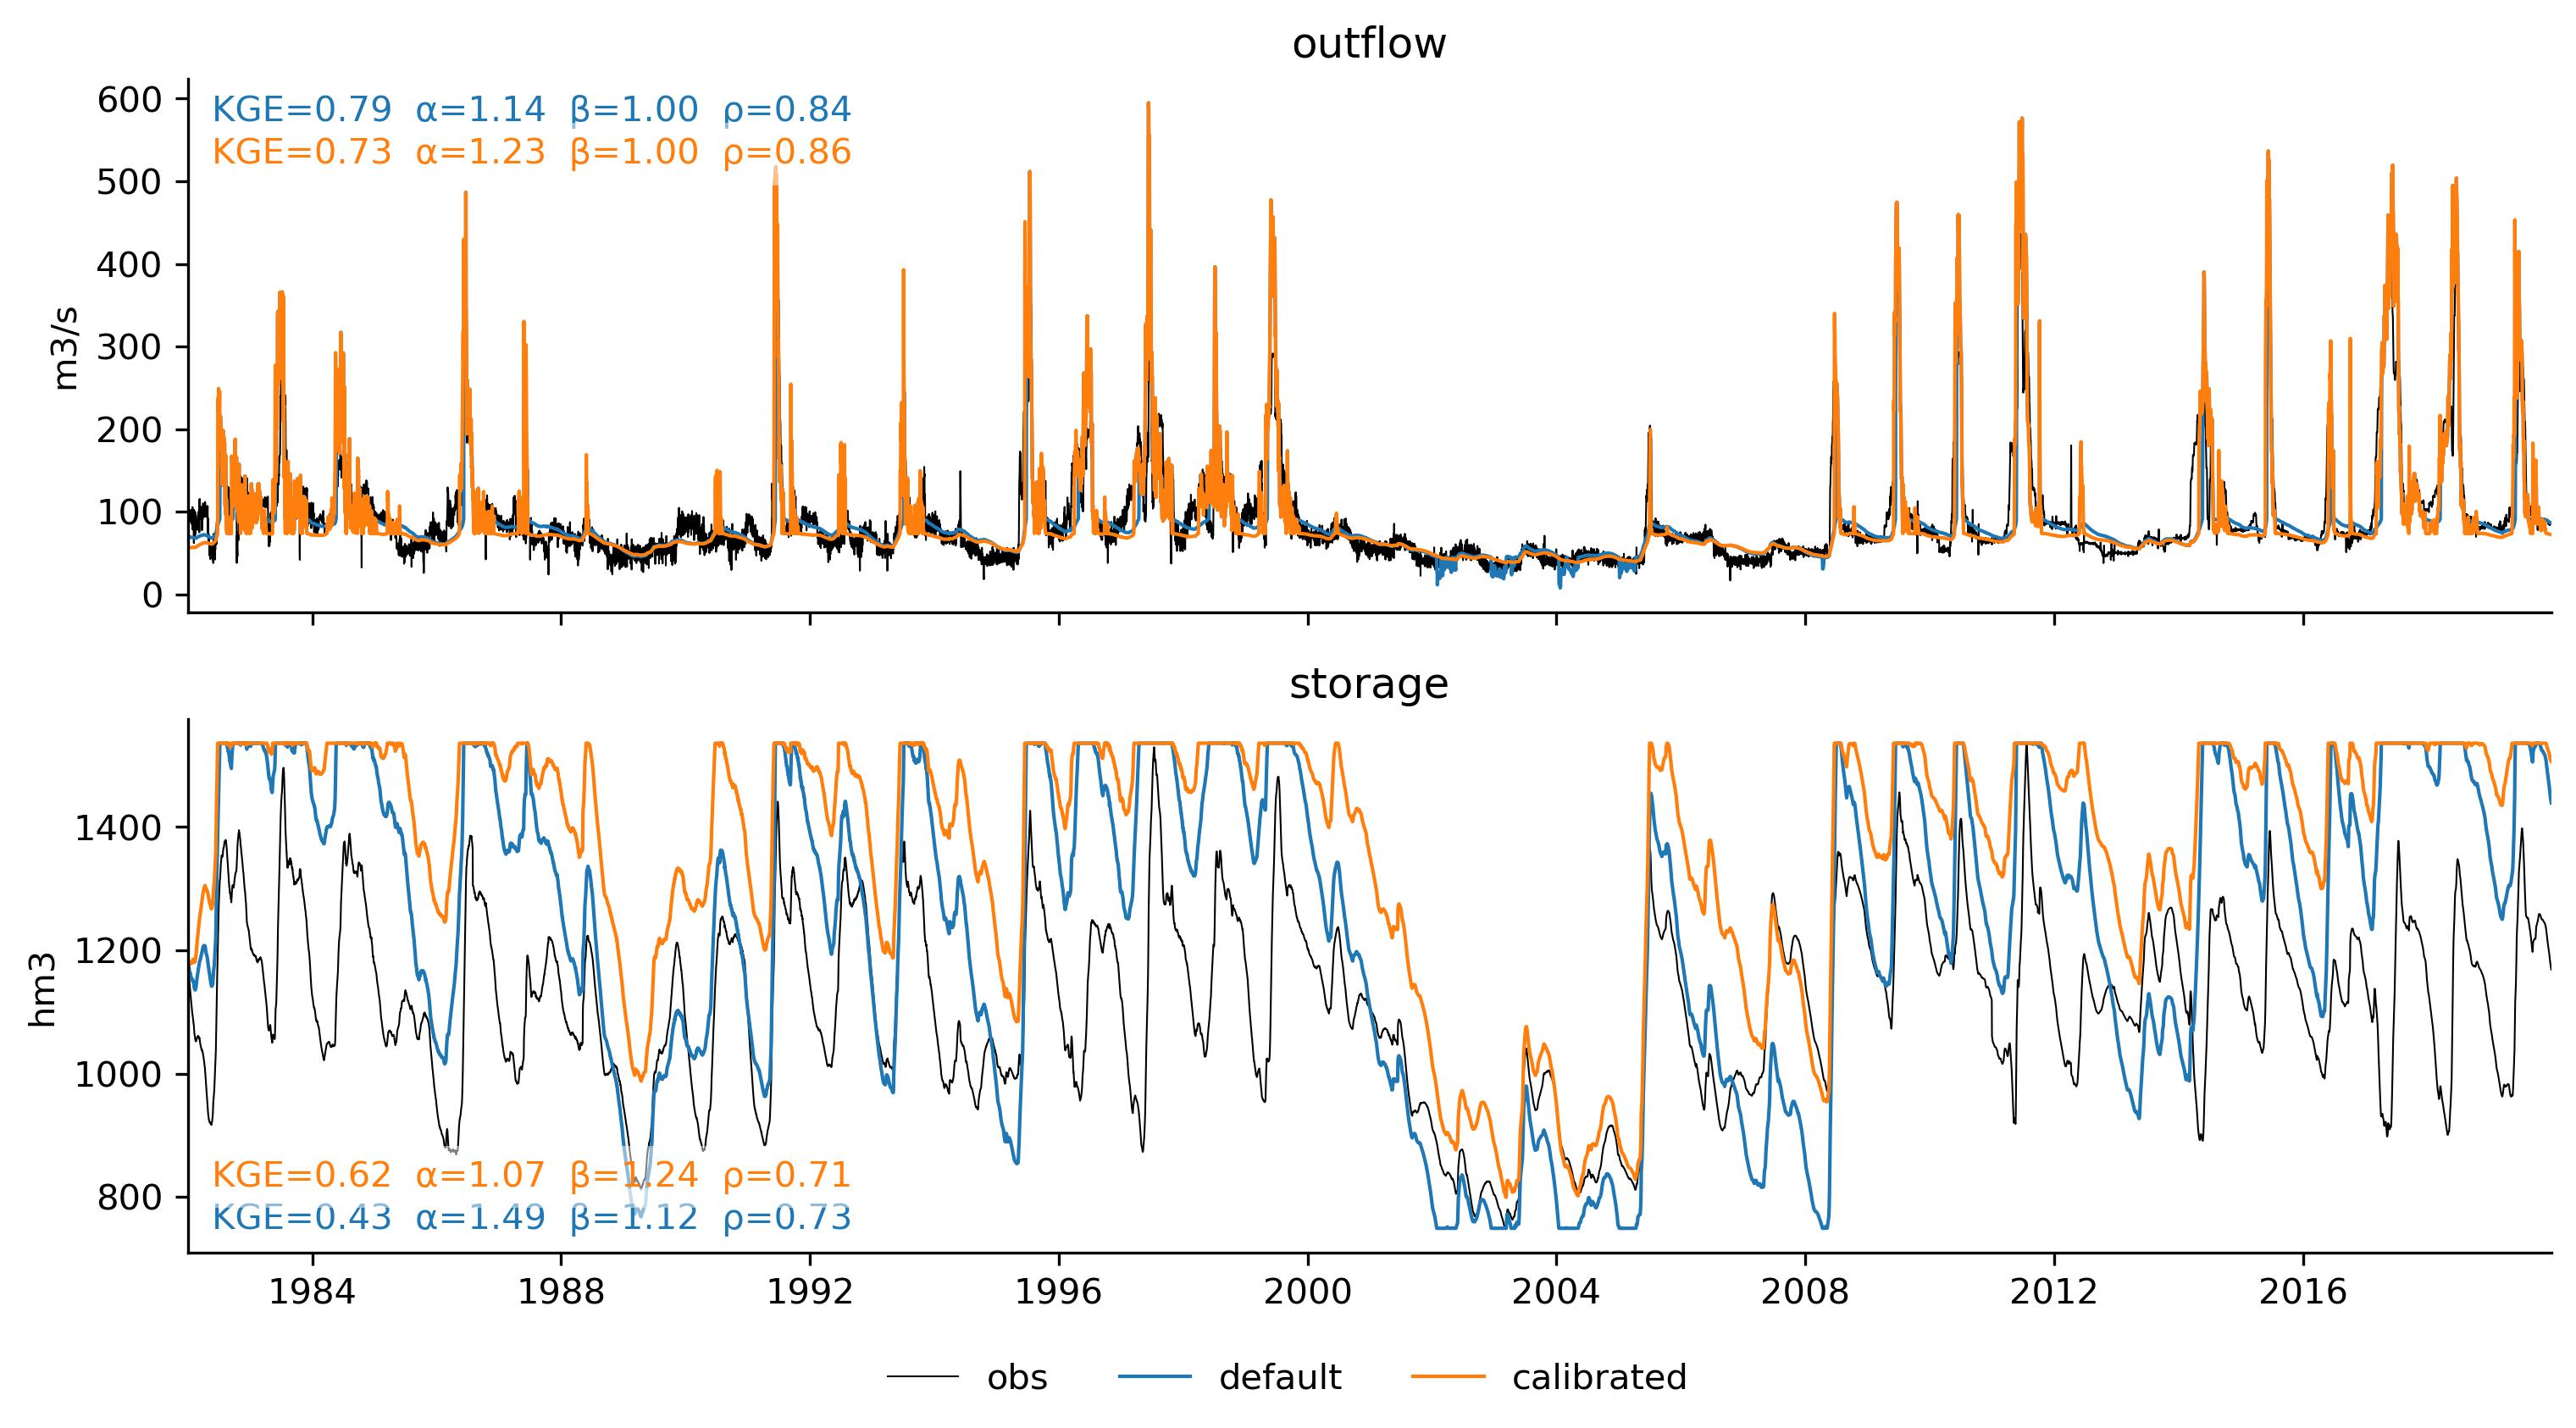 outflow
600
500
400
300
200
100
0
m3/s
KGE=0.79 α=1.14 β=1.00 ρ=0.84
KGE=0.73 α=1.23 β=1.00 ρ=0.86
storage
1400
1200
1000
800
hm3
KGE=0.62 α=1.07 β=1.24 ρ=0.71
KGE=0.43 α=1.49 β=1.12 ρ=0.73
1984 1988 1992 1996 2000 2004 2008 2012 2016
obs default calibrated